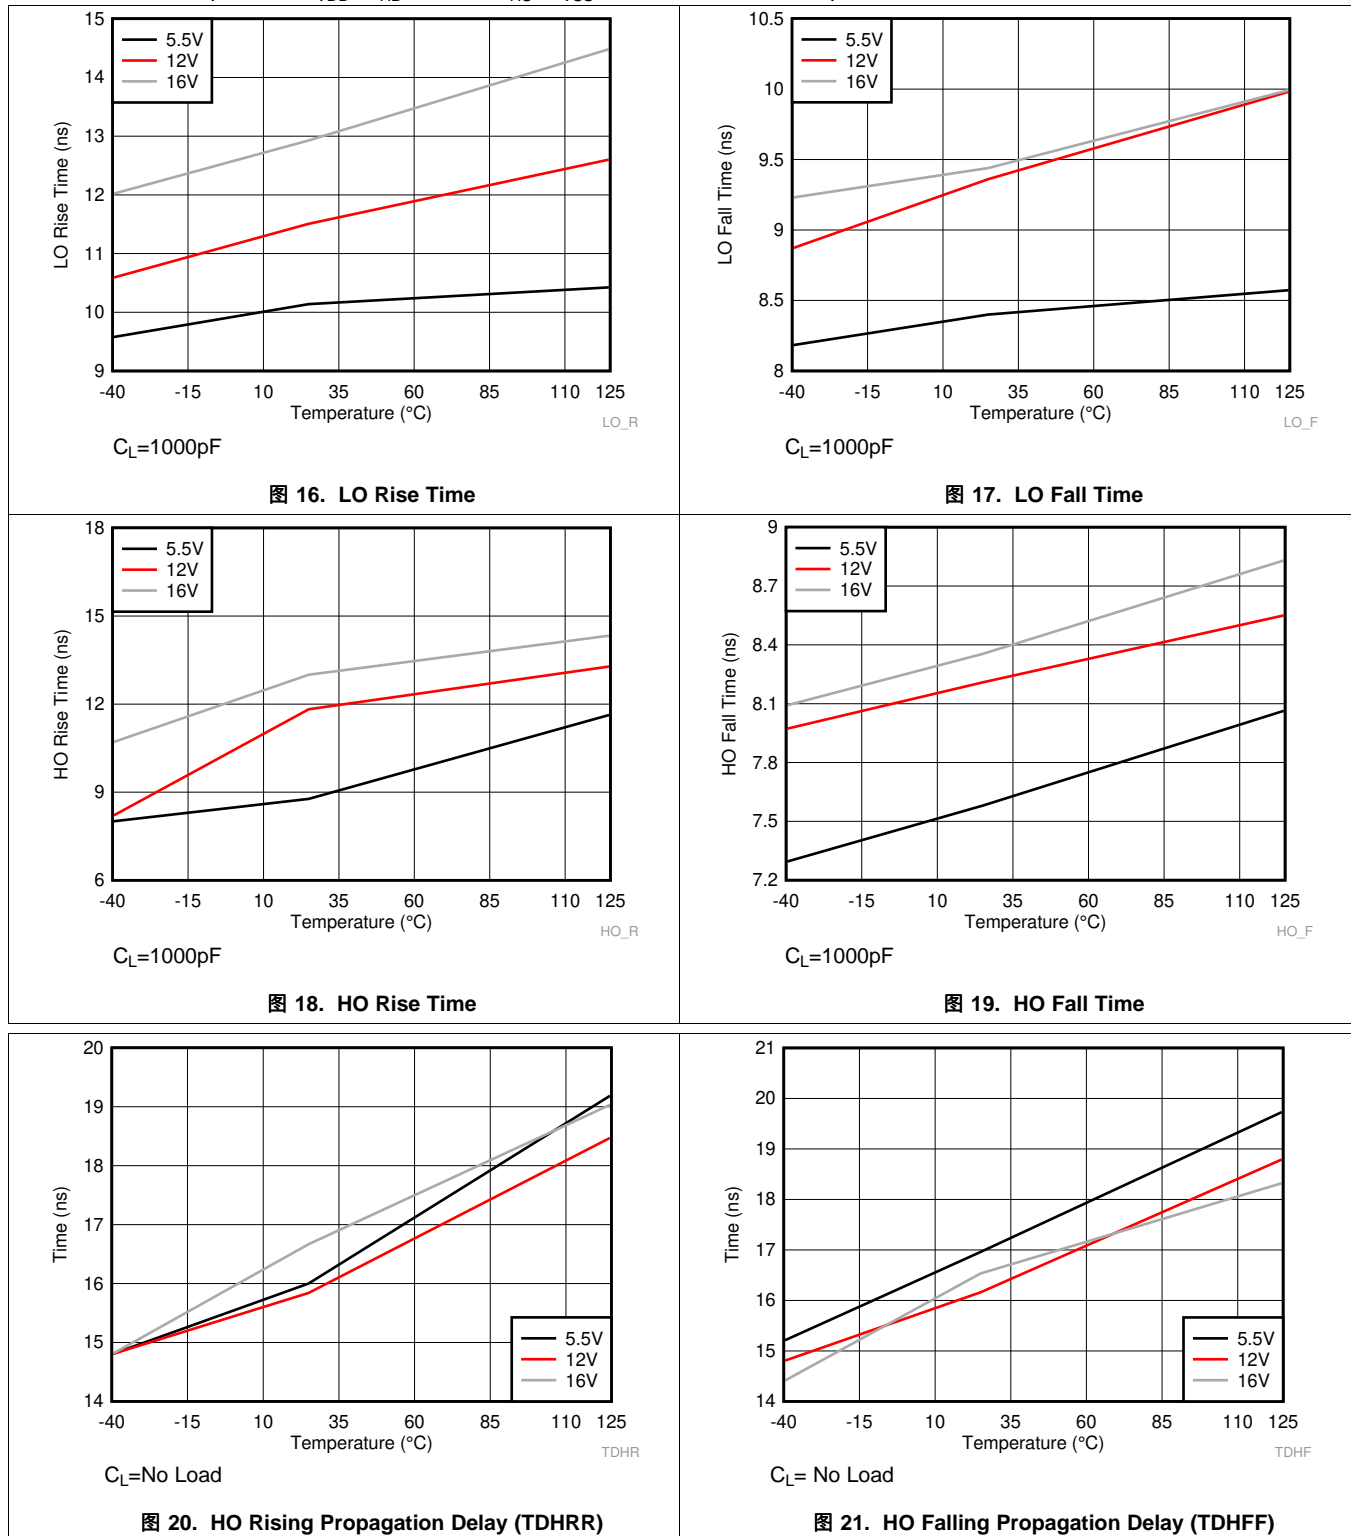 15
14
13
12
11
10
9
5.5V
12V
16V
LO Rise Time (ns)
-40 -15 10 35 60 85 110 125
Temperature (°C)
LO_R
C_L=1000pF
图 16. LO Rise Time
10.5
10
9.5
9
8.5
8
5.5V
12V
16V
LO Fall Time (ns)
-40 -15 10 35 60 85 110 125
Temperature (°C)
LO_F
C_L=1000pF
图 17. LO Fall Time
18
15
12
9
6
5.5V
12V
16V
HO Rise Time (ns)
-40 -15 10 35 60 85 110 125
Temperature (°C)
HO_R
C_L=1000pF
图 18. HO Rise Time
9
8.7
8.4
8.1
7.8
7.5
7.2
5.5V
12V
16V
HO Fall Time (ns)
-40 -15 10 35 60 85 110 125
Temperature (°C)
HO_F
C_L=1000pF
图 19. HO Fall Time
20
19
18
17
16
15
14
Time (ns)
5.5V
12V
16V
-40 -15 10 35 60 85 110 125
Temperature (°C)
TDHR
C_L=No Load
图 20. HO Rising Propagation Delay (TDHRR)
21
20
19
18
17
16
15
14
Time (ns)
5.5V
12V
16V
-40 -15 10 35 60 85 110 125
Temperature (°C)
TDHF
C_L= No Load
图 21. HO Falling Propagation Delay (TDHFF)